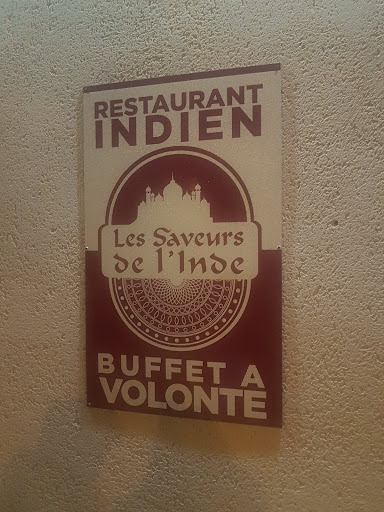 RESTAURANT
INDIEN
Les Saveurs
de l'Inde
BUFFET A
VOLONTE